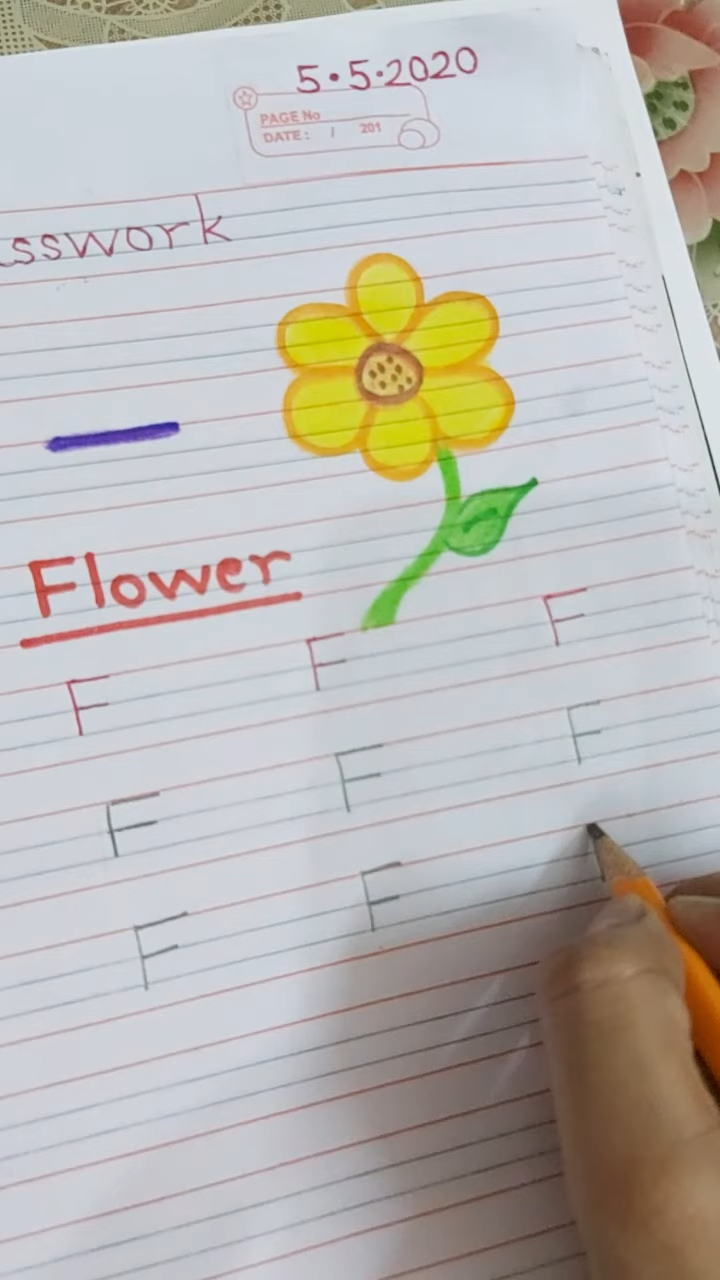 5.5.2020
PAGE No
DATE: / 201
sswork
Flower
F F F
F F F
F F